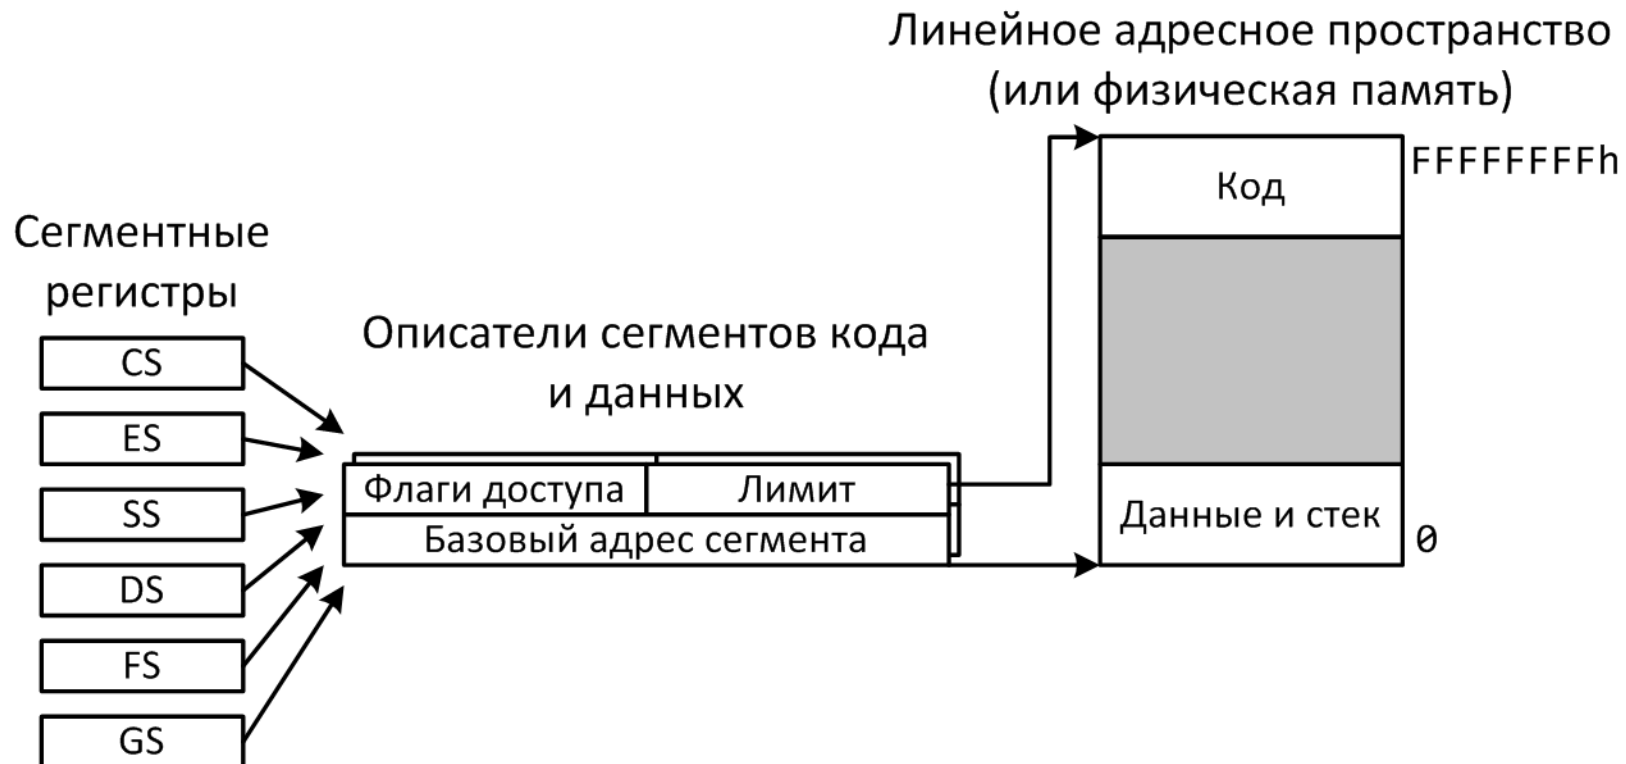 Линейное адресное пространство
(или физическая память)
FFFFFFFFh
Код
Сегментные
регистры
CS
ES
SS
DS
FS
GS
Описатели сегментов кода
и данных
Флаги доступа
Лимит
Базовый адрес сегмента
Данные и стек
0